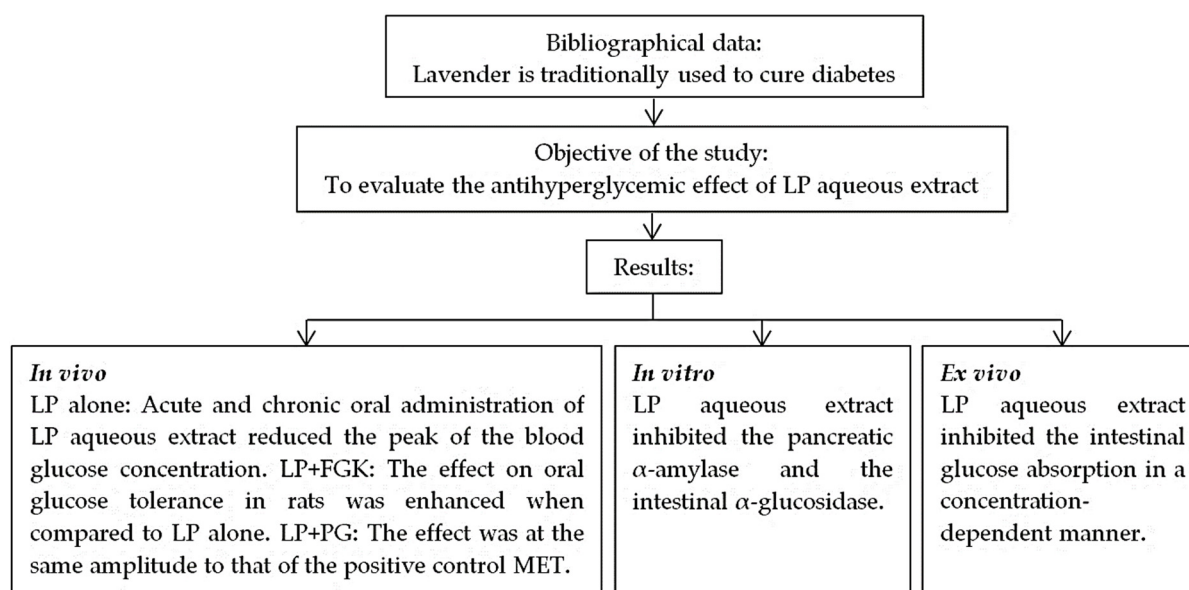 Bibliographical data:
Lavender is traditionally used to cure diabetes
Objective of the study:
To evaluate the antihyperglycemic effect of LP aqueous extract
Results:
In vivo
LP alone: Acute and chronic oral administration of
LP aqueous extract reduced the peak of the blood
glucose concentration. LP+FGK: The effect on oral
glucose tolerance in rats was enhanced when
compared to LP alone. LP+PG: The effect was at the
same amplitude to that of the positive control MET.
In vitro
LP aqueous extract
inhibited the pancreatic
α-amylase and the
intestinal α-glucosidase.
Ex vivo
LP aqueous extract
inhibited the intestinal
glucose absorption in a
concentration-
dependent manner.